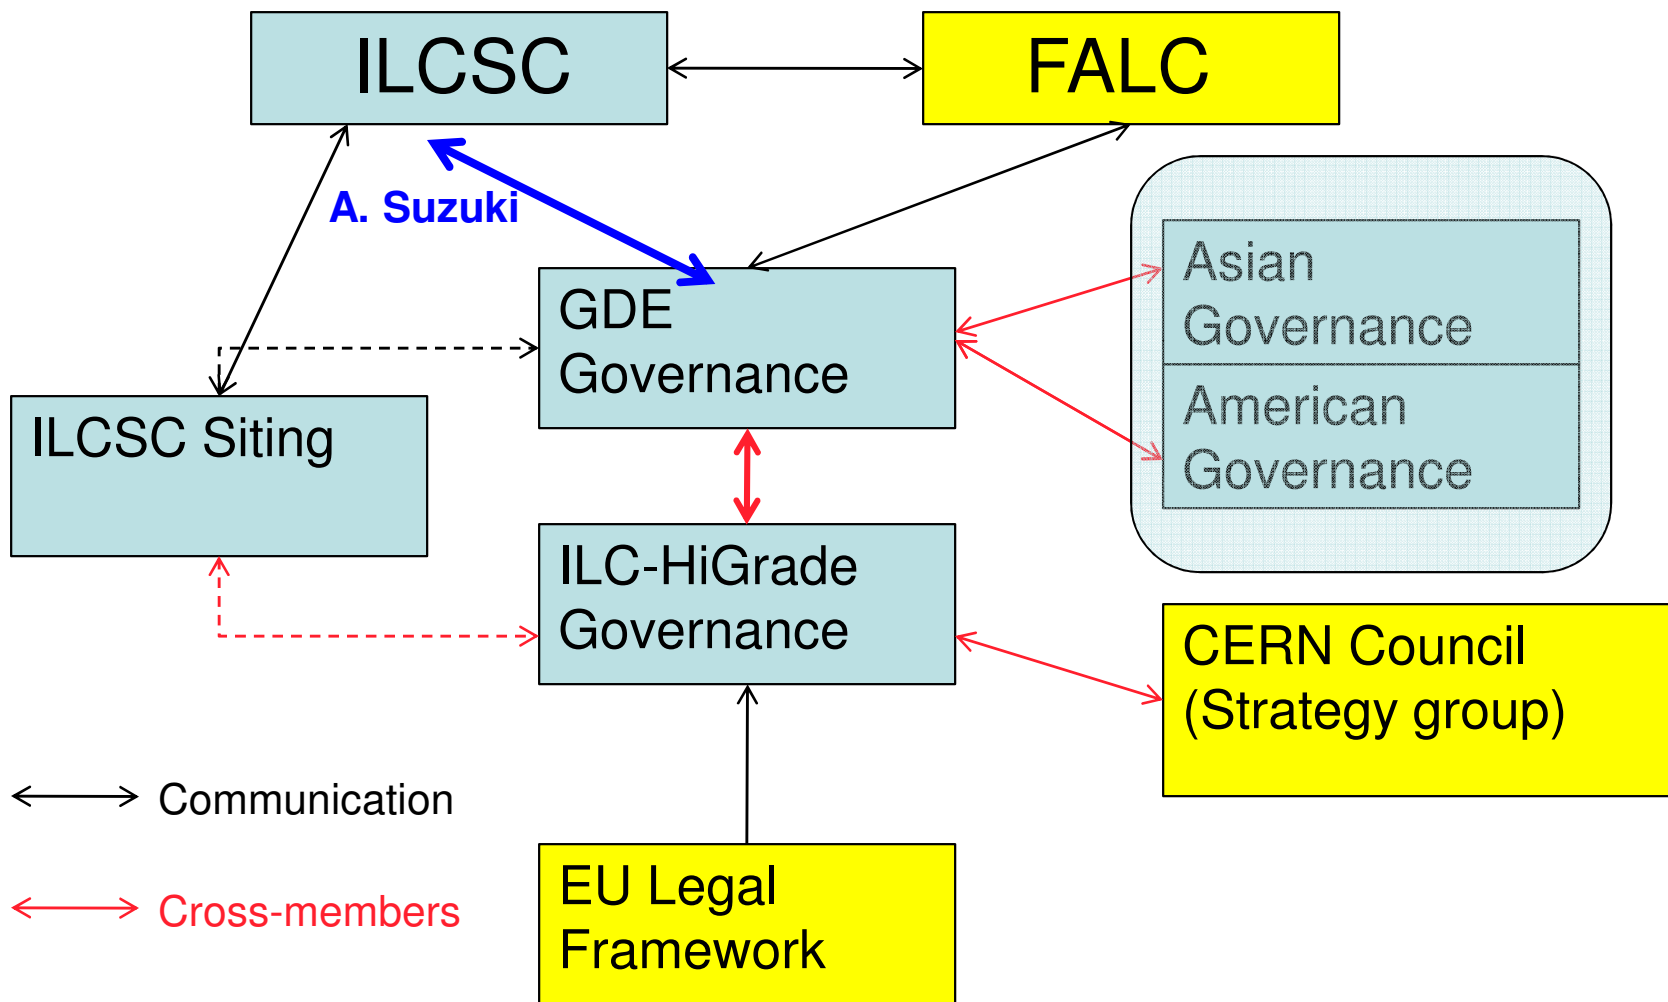 ILCSC
FALC
A. Suzuki
Asian
Governance
GDE
Governance
American
Governance
ILCSC Siting
ILC-HiGrade
Governance
CERN Council
(Strategy group)
Communication
EU Legal
Framework
Cross-members